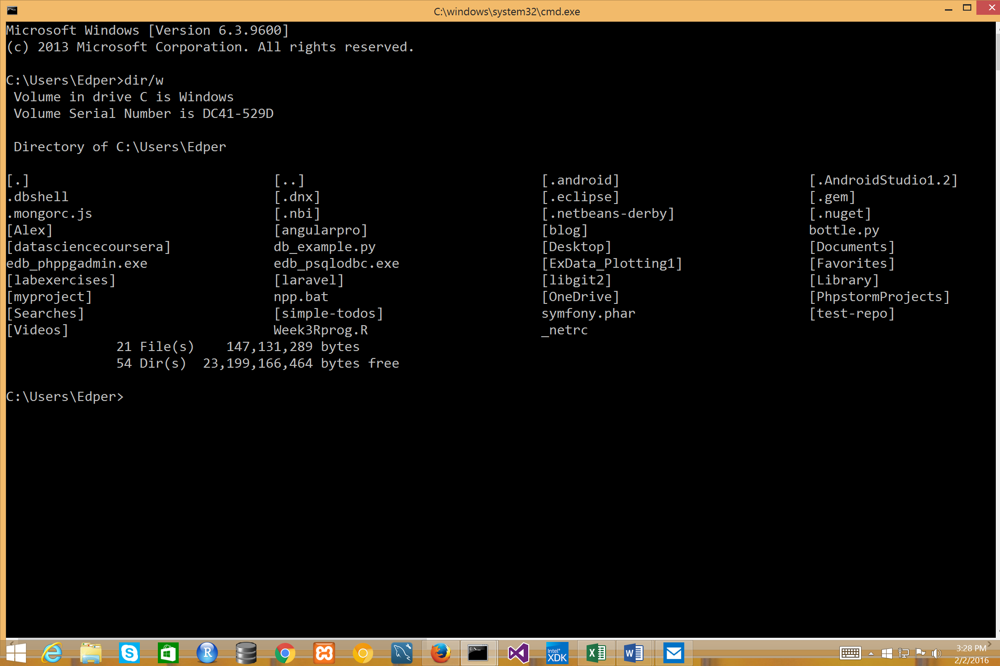 C:\windows\system32\cmd.exe
Microsoft Windows [Version 6.3.9600]
(c) 2013 Microsoft Corporation. All rights reserved.
C:\Users\Edper>dir/w
Volume in drive C is Windows
Volume Serial Number is DC41-529D
Directory of C:\Users\Edper
[.] [..] [.android] [.AndroidStudio1.2]
.dbshell [.dnx] [.eclipse] [.gem]
.mongorc.js [.nbi] [.netbeans-derby] [.nuget]
[Alex] [angularpro] [blog] bottle.py
[datasciencecoursera] db_example.py [Desktop] [Documents]
edb_phppgadmin.exe edb_psqlodbc.exe [ExData_Plotting1] [Favorites]
[labexercises] [laravel] [libgit2] [Library]
[myproject] npp.bat [OneDrive] [PhpstormProjects]
[Searches] [simple-todos] symfony.phar [test-repo]
[Videos] Week3Rprog.R _netrc
21 File(s) 147,131,289 bytes
54 Dir(s) 23,199,166,464 bytes free
C:\Users\Edper>
Intel® XDK
3:28 PM
2/2/2016